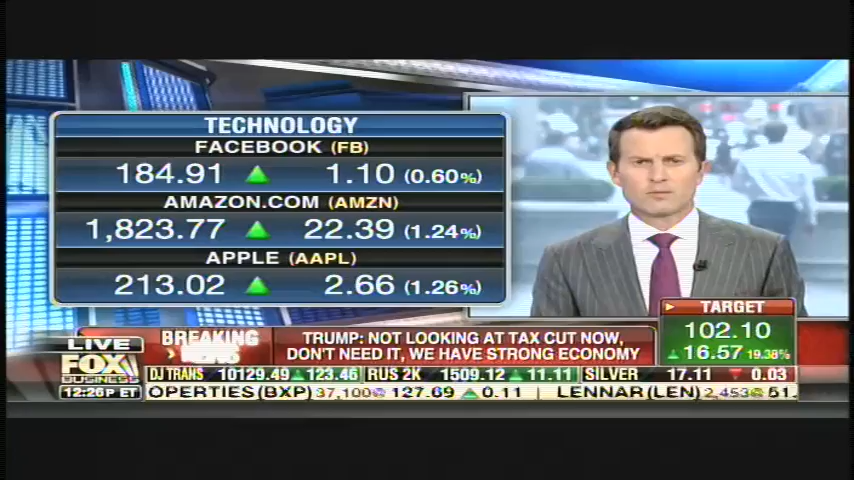 TECHNOLOGY
FACEBOOK (FB)
184.91 1.10 (0.60%)
AMAZON.COM (AMZN)
1,823.77 22.39 (1.24%)
APPLE (AAPL)
213.02 2.66 (1.26%)
TARGET
102.10
16.57 19.38%
LIVE
FOX
BUSINESS
12:26P ET
BREAKING
NEWS
TRUMP: NOT LOOKING AT TAX CUT NOW,
DON'T NEED IT, WE HAVE STRONG ECONOMY
DJ TRANS 10129.49 123.46 RUS 2K 1509.12 11.11 SILVER 17.11 0.03
OPERTIES(BXP) 37,100@ 127.69 0.11 LENNAR(LEN) 2,453@ 51.